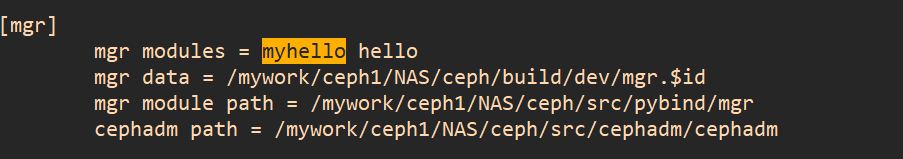 [mgr]
mgr modules = myhello hello
mgr data = /mywork/ceph1/NAS/ceph/build/dev/mgr.$id
mgr module path = /mywork/ceph1/NAS/ceph/src/pybind/mgr
cephadm path = /mywork/ceph1/NAS/ceph/src/cephadm/cephadm